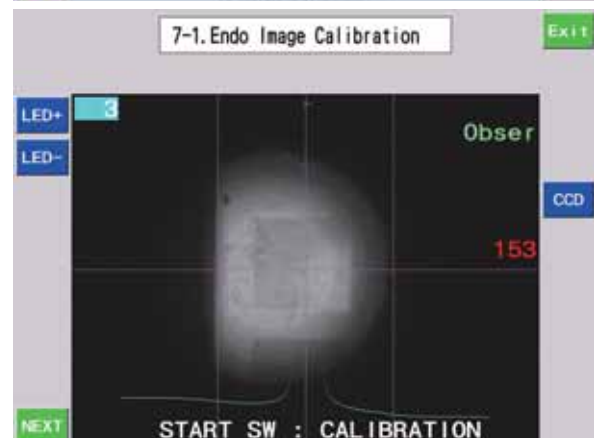 7-1.Endo Image Calibration
Exit
LED+
3
Obser
LED-
CCD
153
NEXT
START SW : CALIBRATION